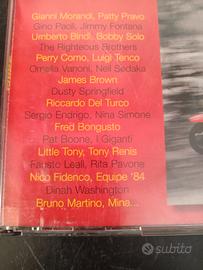 Gianni Morandi, Patty Pravo
Gino Paoli, Jimmy Fontana
Umberto Bindi, Bobby Solo
The Righteous Brothers
Perry Como, Luigi Tenco
Ornella Vanoni, Neil Sedaka
James Brown
Dusty Springfield
Riccardo Del Turco
Sergio Endrigo, Nina Simone
Fred Bongusto
Pat Boone, I Giganti
Little Tony, Tony Renis
Fausto Leali, Rita Pavone
Nico Fidenco, Equipe '84
Dinah Washington
Bruno Martino, Mina...
subito